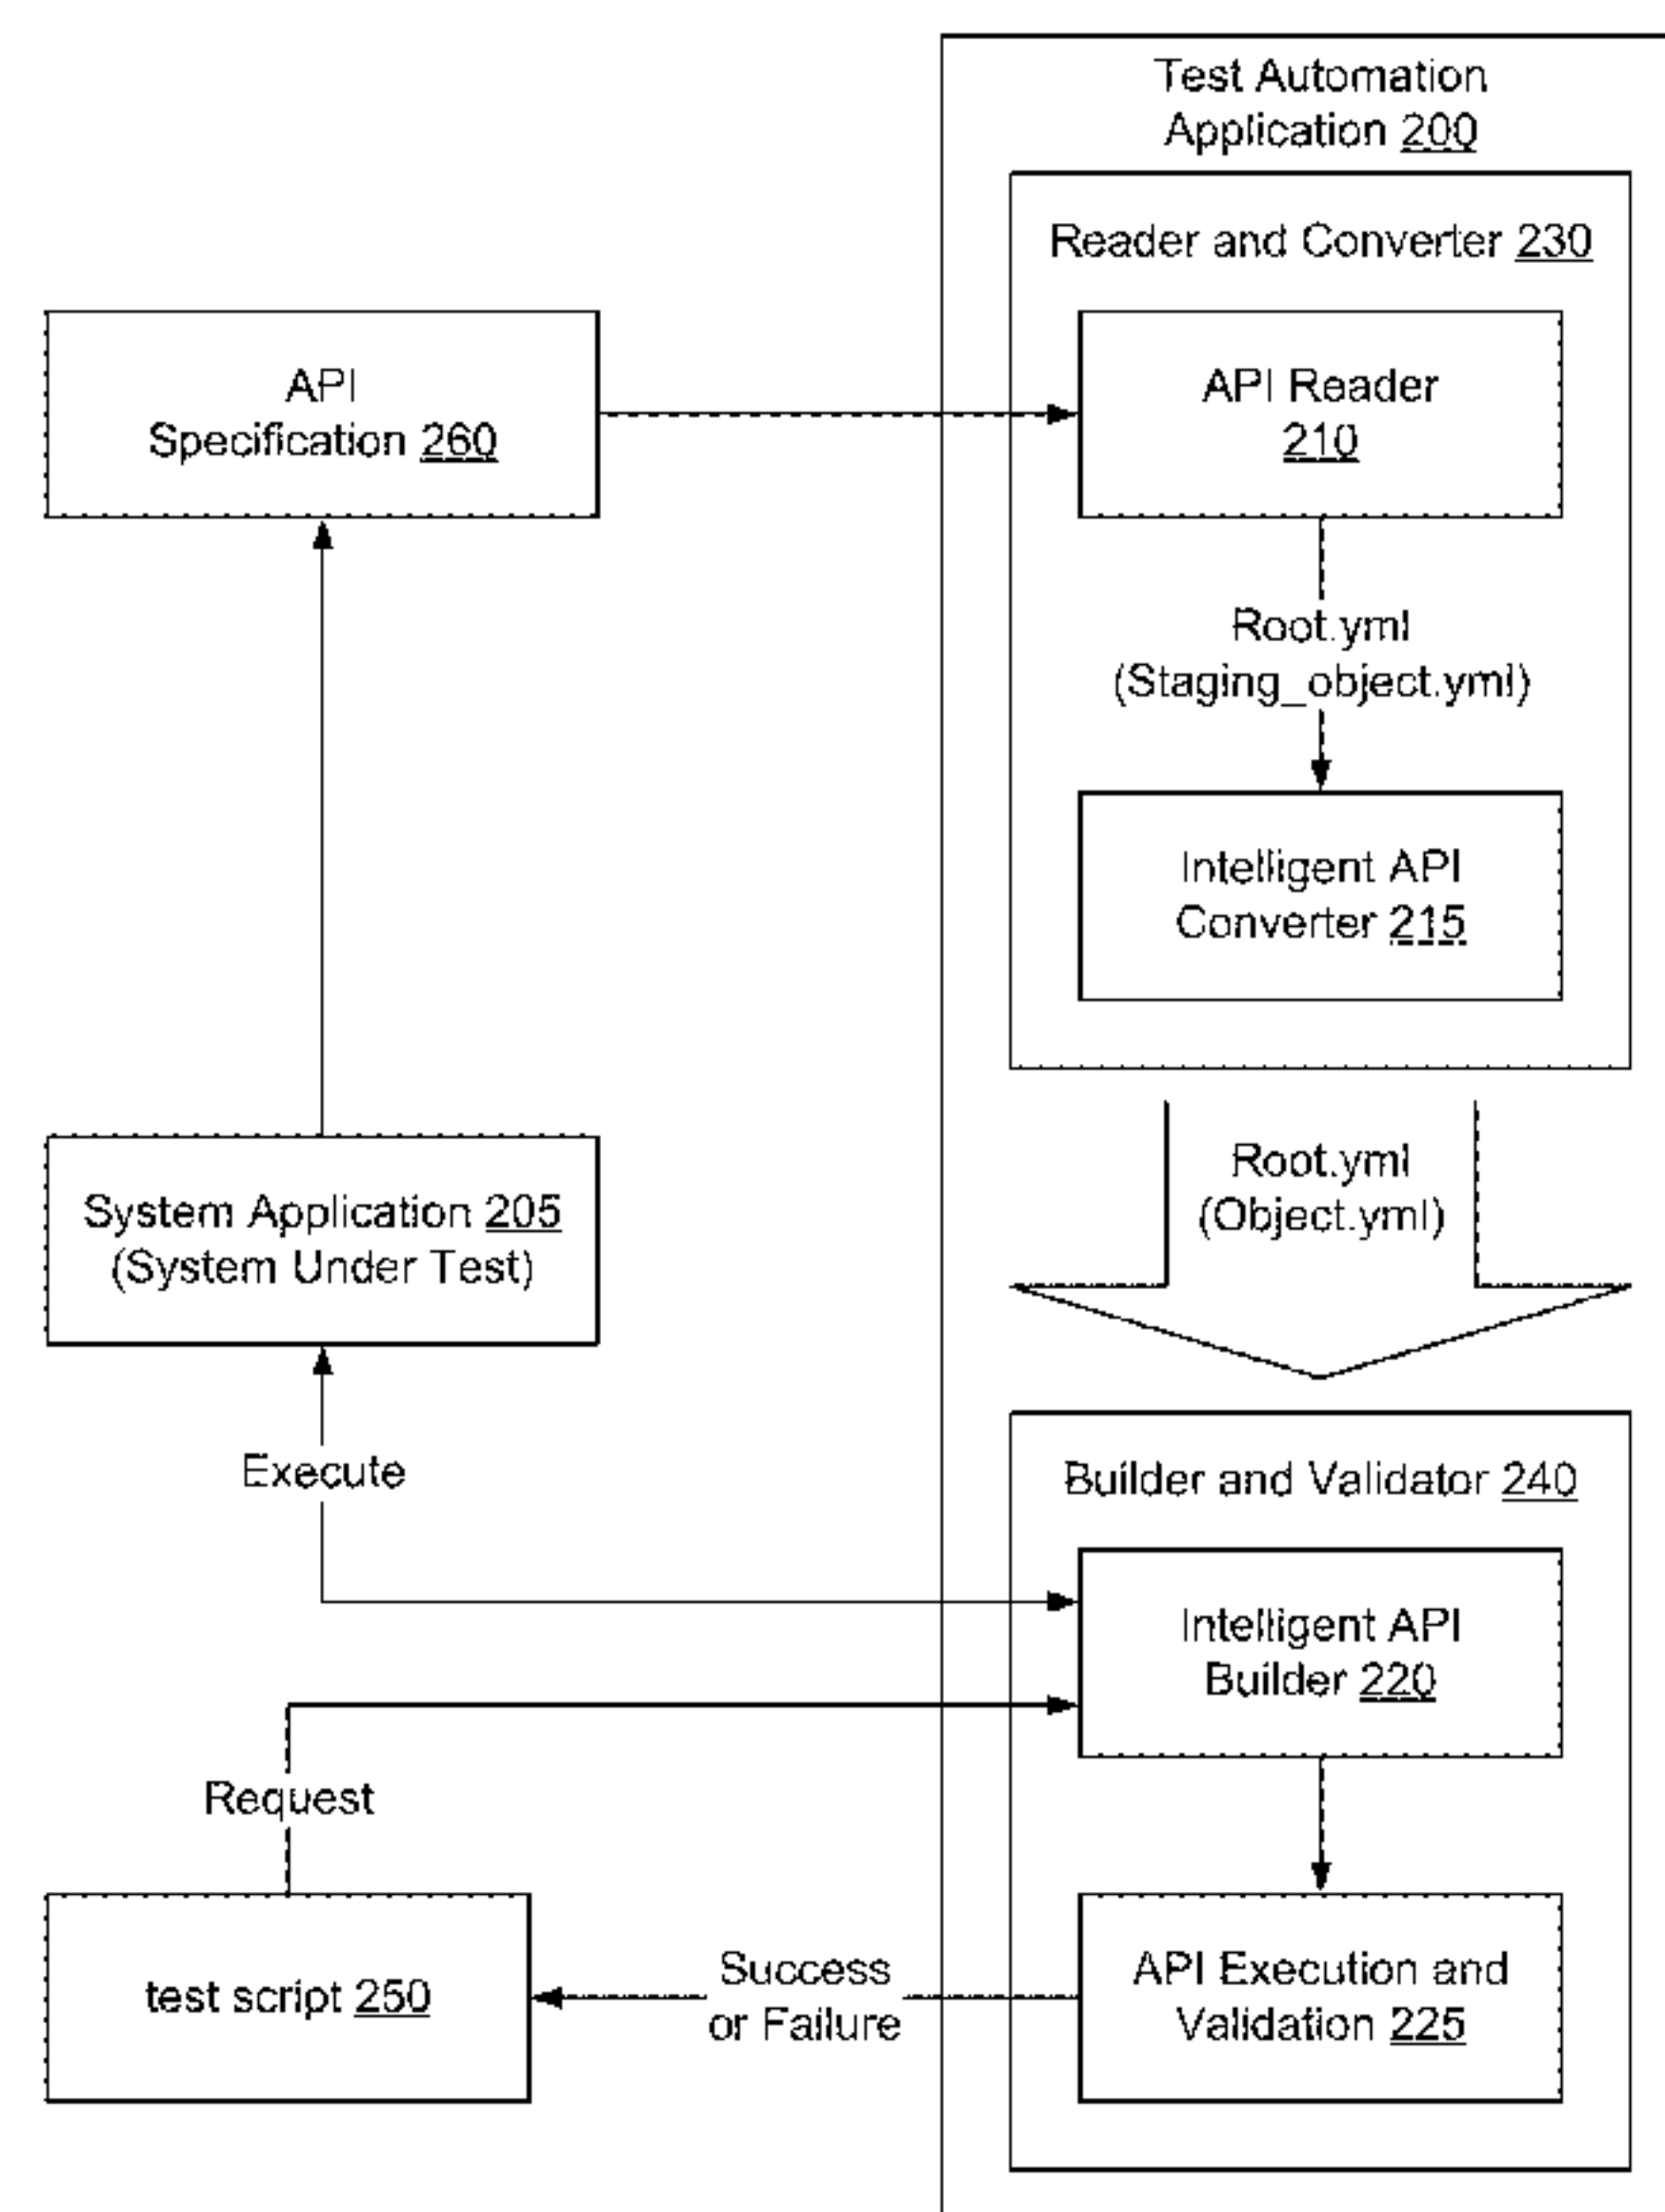 Test Automation
Application 200
Reader and Converter 230
API
Specification 260
API Reader
210
Root.yml
(Staging_object.yml)
Intelligent API
Converter 215
System Application 205
(System Under Test)
Root.yml
(Object.yml)
Execute
Builder and Validator 240
Intelligent API
Builder 220
Request
test script 250
Success
or Failure
API Execution and
Validation 225